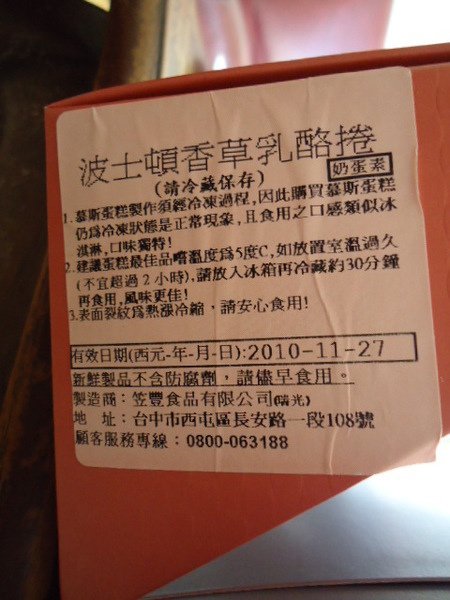 波士頓香草乳酪捲
(請冷藏保存)
奶蛋素
1.慕斯蛋糕製作須經冷凍過程,因此購買慕斯蛋糕
仍為冷凍狀態是正常現象,且食用之口感類似冰
淇淋,口味獨特!
2.建議蛋糕最佳品嚐溫度為5度C,如放置室溫過久
(不宜超過2小時),請放入冰箱再冷藏約30分鐘
再食用,風味更佳!
3.表面裂紋為熱漲冷縮,請安心食用!
有效日期(西元-年-月-日):2010-11-27
新鮮製品不含防腐劑,請儘早食用。
製造商:笠豐食品有限公司(陽光)
地 址:台中市西屯區長安路一段108號
顧客服務專線:0800-063188